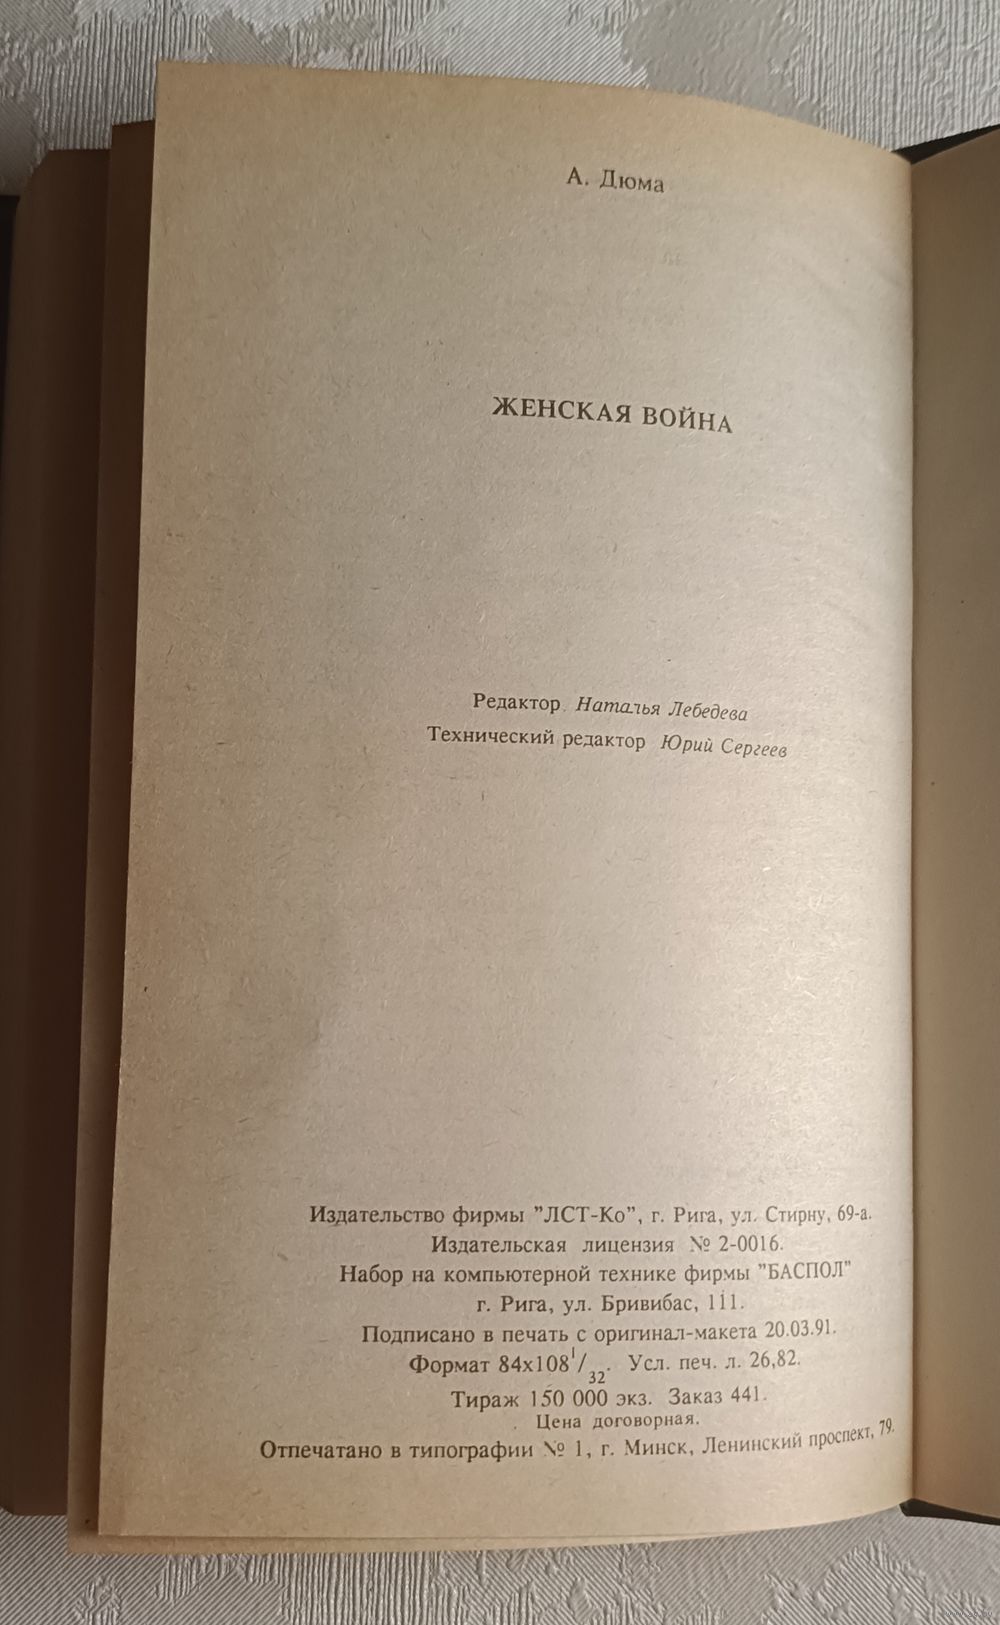 А. Дюма
ЖЕНСКАЯ ВОЙНА
Редактор Наталья Лебедева
Технический редактор Юрий Сергеев
Издательство фирмы "ЛСТ-Ко", г. Рига, ул. Стирну, 69-а.
Издательская лицензия № 2-0016.
Набор на компьютерной технике фирмы "БАСПОЛ"
г. Рига, ул. Бривибас, 111.
Подписано в печать с оригинал-макета 20.03.91.
Формат 84х108 1/32. Усл. печ. л. 26,82.
Тираж 150 000 экз. Заказ 441.
Цена договорная.
Отпечатано в типографии № 1, г. Минск, Ленинский проспект, 79.